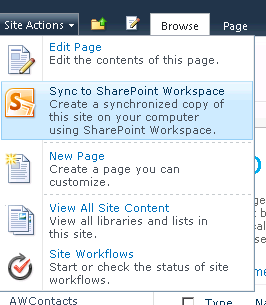 Site Actions
Browse
Page
Edit Page
Edit the contents of this page.
Sync to SharePoint Workspace
Create a synchronized copy of
this site on your computer
using SharePoint Workspace.
New Page
Create a page you can
customize.
View All Site Content
View all libraries and lists in
this site.
Site Workflows
Start or check the status of site
workflows.
AWContacts
Type